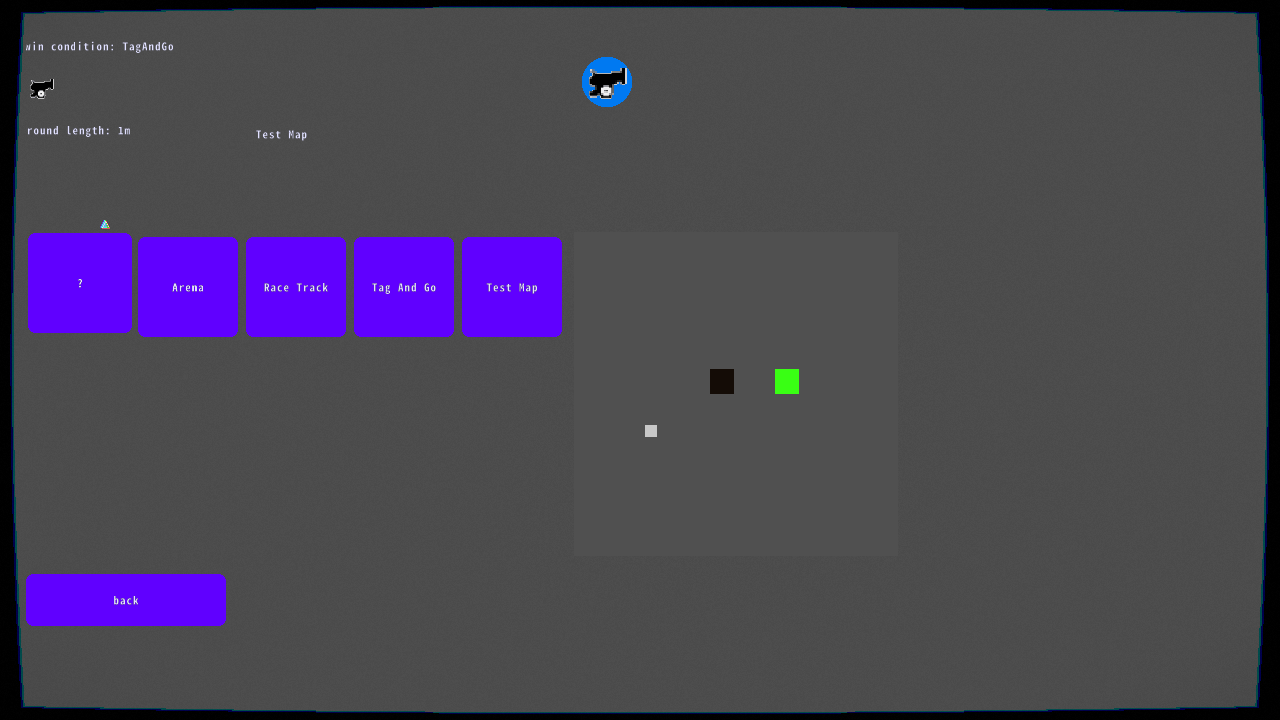 win condition: TagAndGo
round length: 1m
Test Map
?
Arena
Race Track
Tag And Go
Test Map
back